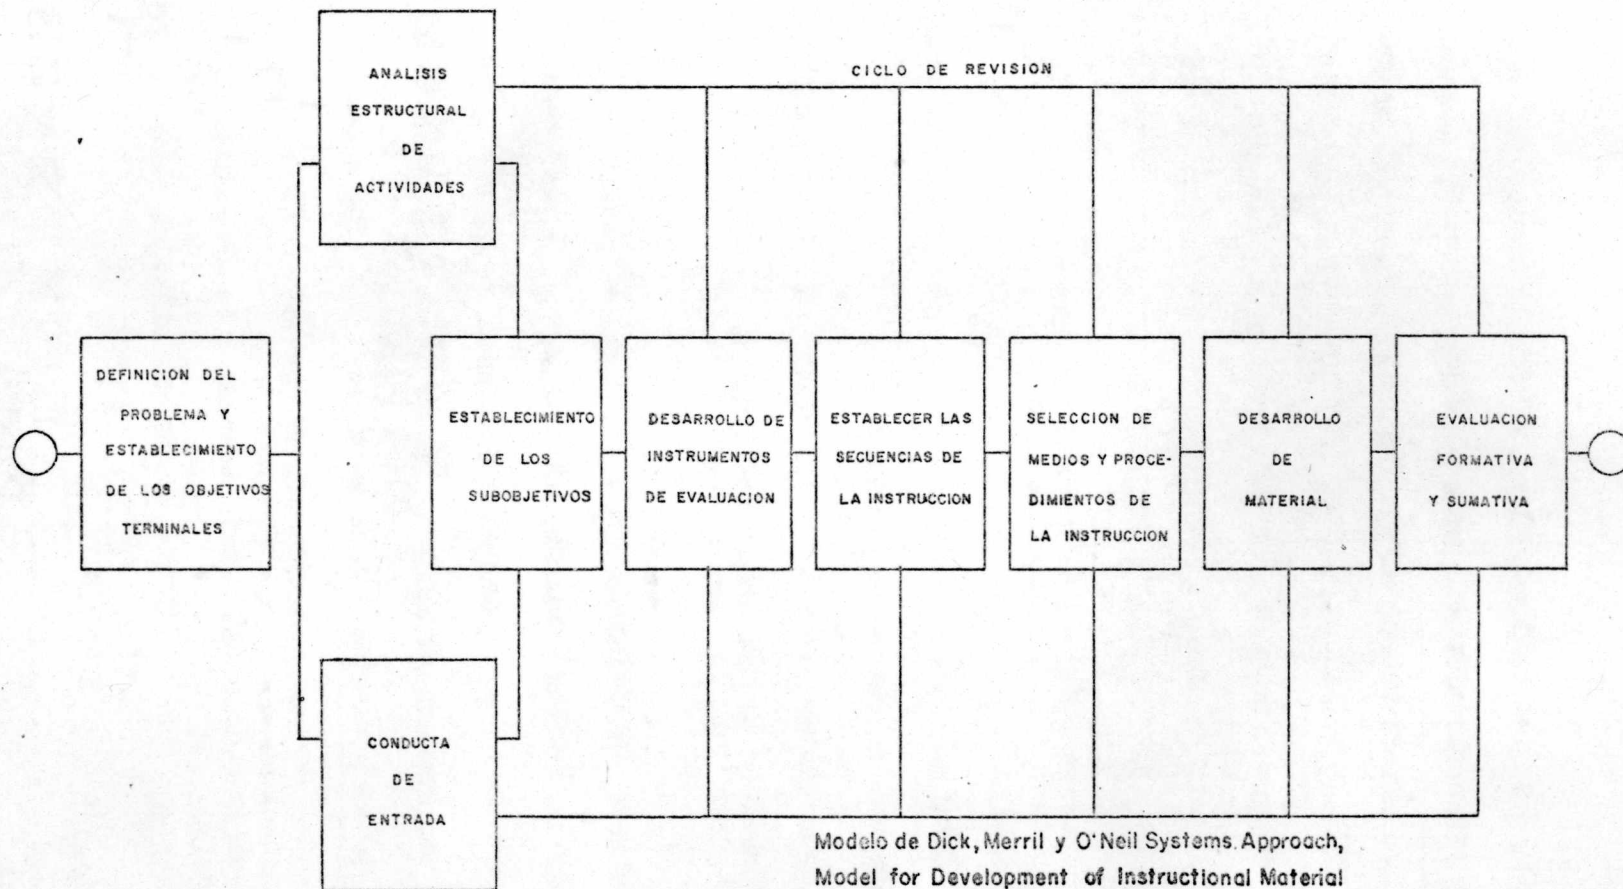 ANALISIS
ESTRUCTURAL
DE
ACTIVIDADES
CICLO DE REVISION
DEFINICION DEL
PROBLEMA Y
ESTABLECIMIENTO
DE LOS OBJETIVOS
TERMINALES
ESTABLECIMIENTO
DE LOS
SUBOBJETIVOS
DESARROLLO DE
INSTRUMENTOS
DE EVALUACION
ESTABLECER LAS
SECUENCIAS DE
LA INSTRUCCION
SELECCION DE
MEDIOS Y PROCE-
DIMIENTOS DE
LA INSTRUCCION
DESARROLLO
DE
MATERIAL
EVALUACION
FORMATIVA
Y SUMATIVA
CONDUCTA
DE
ENTRADA
Modelo de Dick, Merril y O'Neil Systems Approach,
Model for Development of Instructional Material